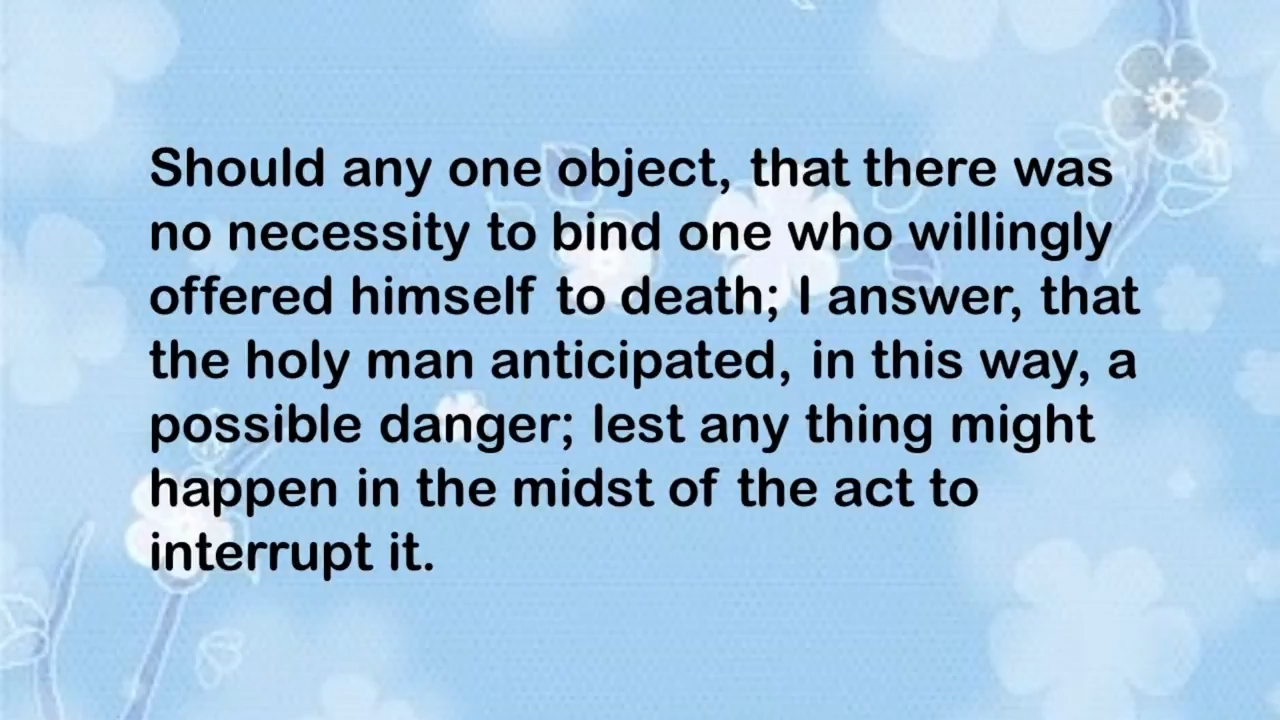 Should any one object, that there was
no necessity to bind one who willingly
offered himself to death; I answer, that
the holy man anticipated, in this way, a
possible danger; lest any thing might
happen in the midst of the act to
interrupt it.